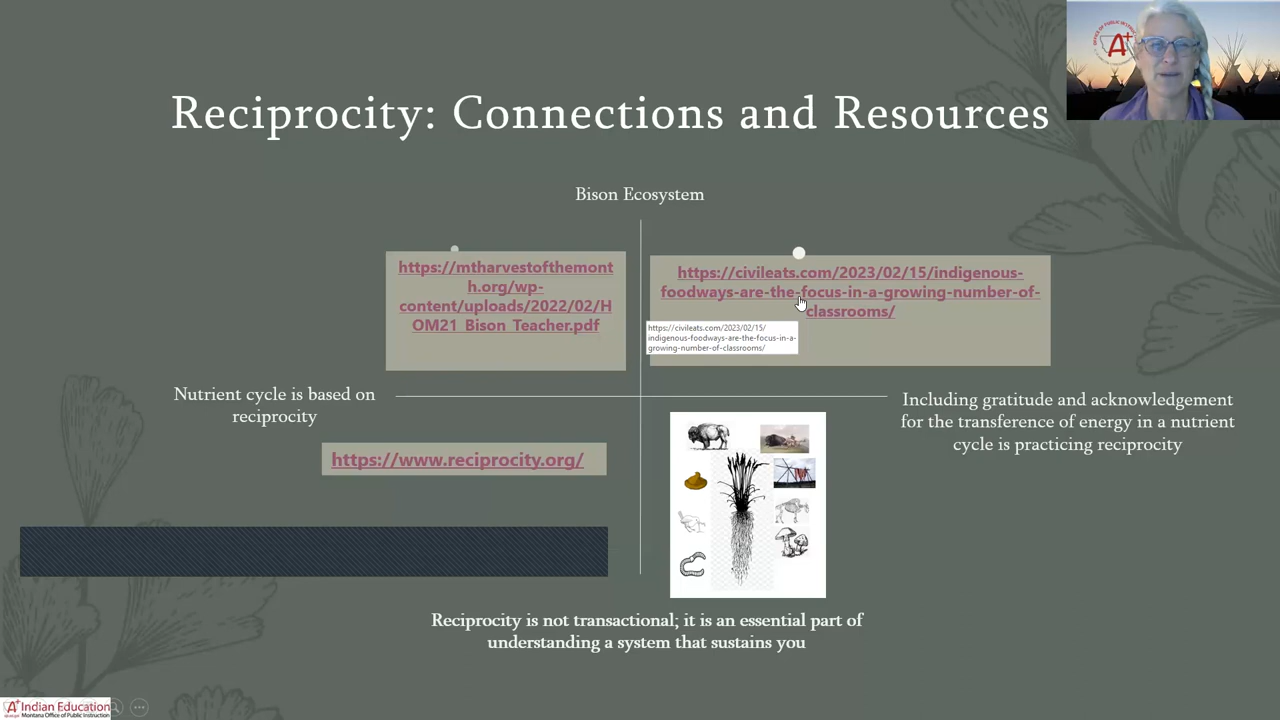 Reciprocity: Connections and Resources
Bison Ecosystem
https://mtharvestofthemont
h.org/wp-
content/uploads/2022/02/H
OM21_Bison_Teacher.pdf
https://civileats.com/2023/02/15/indigenous-
foodways-are-the-focus-in-a-growing-number-of-
classrooms/
https://civileats.com/2023/02/15/
indigenous-foodways-are-the-focus-in-a-
growing-number-of-classrooms/
Nutrient cycle is based on
reciprocity
Including gratitude and acknowledgement
for the transference of energy in a nutrient
cycle is practicing reciprocity
https://www.reciprocity.org/
Reciprocity is not transactional; it is an essential part of
understanding a system that sustains you
A+
A+ Indian Education
Montana Office of Public Instruction